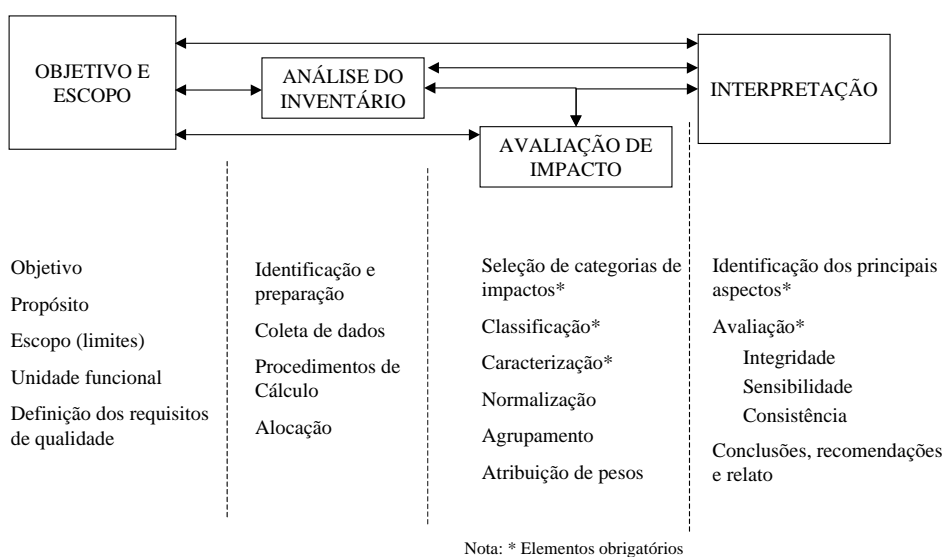 OBJETIVO E
ESCOPO
ANÁLISE DO
INVENTÁRIO
AVALIAÇÃO DE
IMPACTO
INTERPRETAÇÃO
Objetivo
Propósito
Escopo (limites)
Unidade funcional
Definição dos requisitos
de qualidade
Identificação e
preparação
Coleta de dados
Procedimentos de
Cálculo
Alocação
Seleção de categorias de
impactos*
Classificação*
Caracterização*
Normalização
Agrupamento
Atribuição de pesos
Identificação dos principais
aspectos*
Avaliação*
Integridade
Sensibilidade
Consistência
Conclusões, recomendações
e relato
Nota: * Elementos obrigatórios